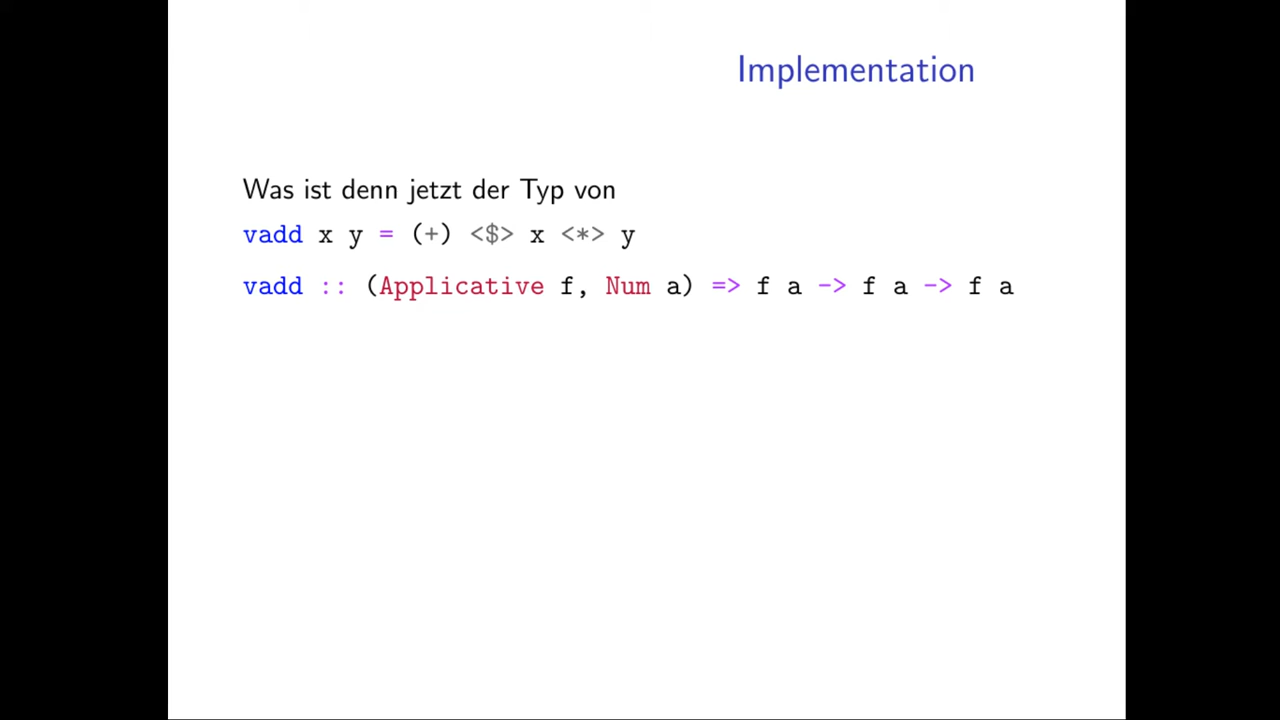 Implementation
Was ist denn jetzt der Typ von
vadd x y = (+) <$> x <*> y
vadd :: (Applicative f, Num a) => f a -> f a -> f a